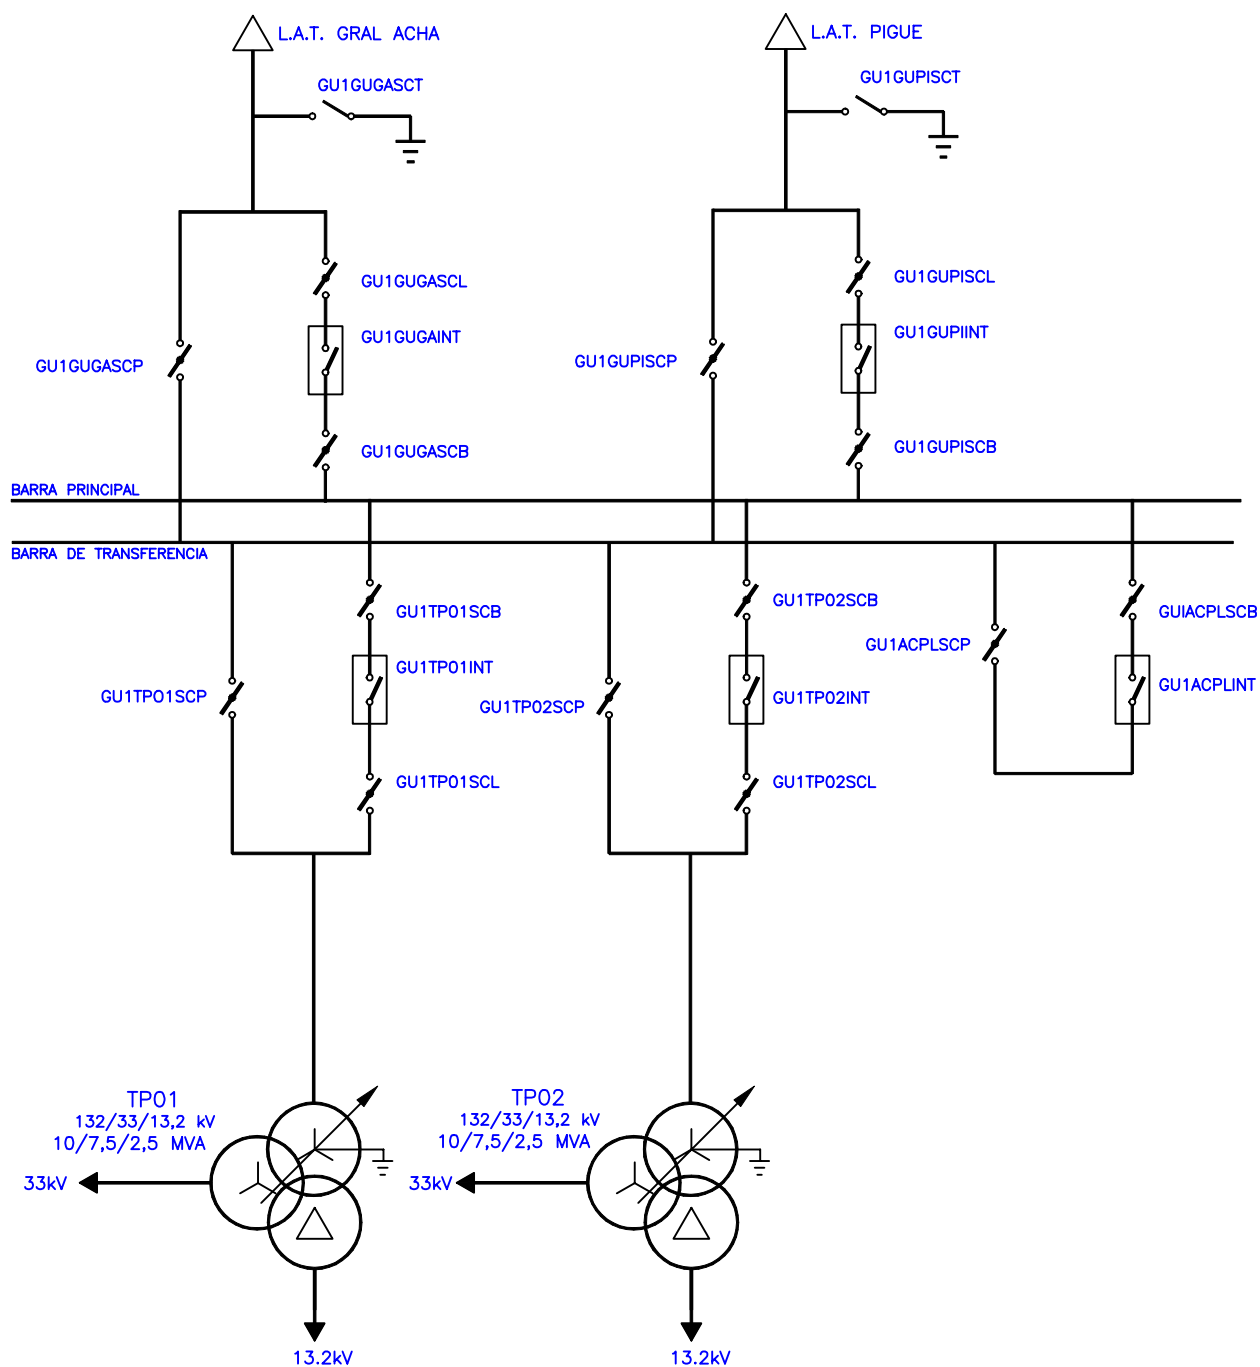 L.A.T. GRAL ACHA
L.A.T. PIGUE
GU1GUGASCT
GU1GUPISCT
GU1GUGASCL
GU1GUPISCL
GU1GUGAINT
GU1GUPIINT
GU1GUGASCP
GU1GUPISCP
GU1GUGASCB
GU1GUPISCB
BARRA PRINCIPAL
BARRA DE TRANSFERENCIA
GU1TP01SCB
GU1TP02SCB
GUIACPLSCB
GU1ACPLSCP
GU1TP01INT
GU1ACPLINT
GU1TP01SCP
GU1TP02SCP
GU1TP02INT
GU1TP01SCL
GU1TP02SCL
TP01
132/33/13,2 kV
10/7,5/2,5 MVA
33kV
TP02
132/33/13,2 kV
10/7,5/2,5 MVA
33kV
13.2kV
13.2kV